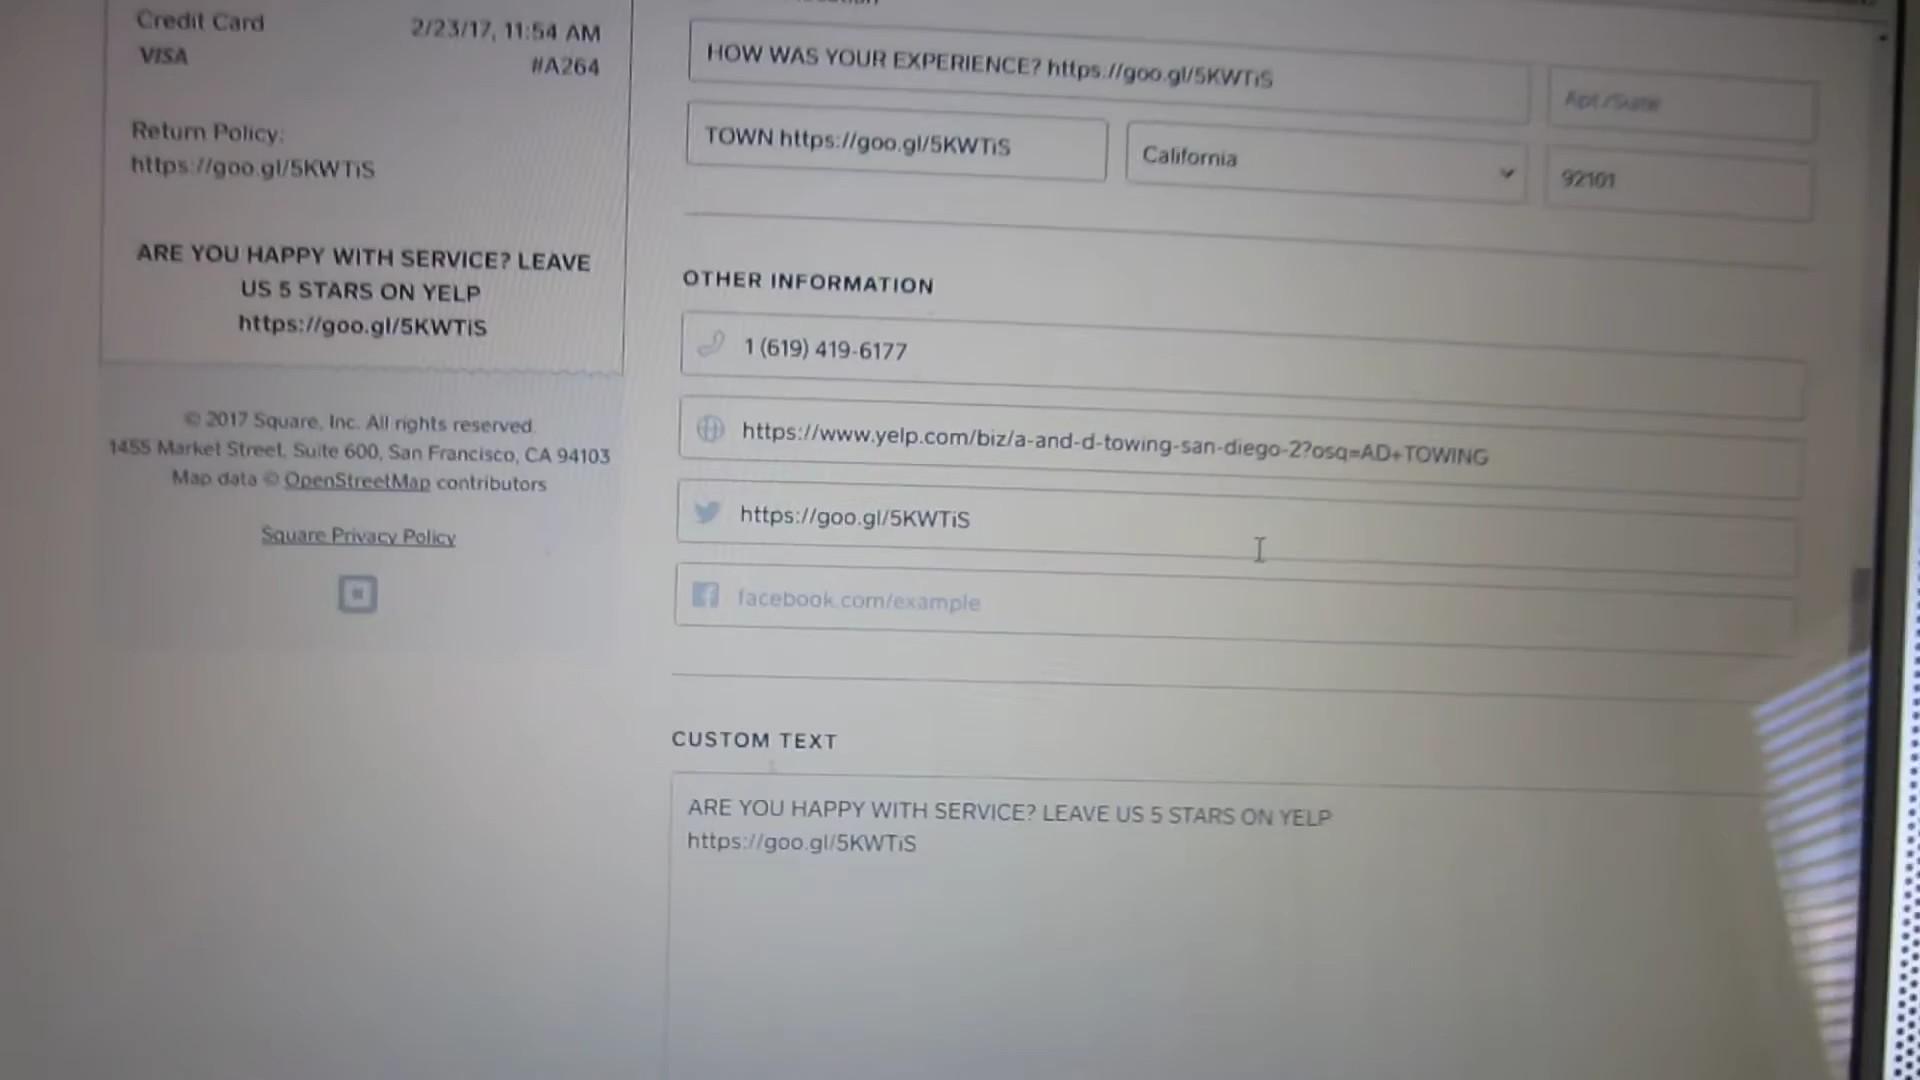 Credit Card
2/23/17, 11:54 AM
VISA
#A264
Return Policy:
https://goo.gl/5KWTiS
ARE YOU HAPPY WITH SERVICE? LEAVE
US 5 STARS ON YELP
https://goo.gl/5KWTiS
© 2017 Square, Inc. All rights reserved.
1455 Market Street, Suite 600, San Francisco, CA 94103
Map data © OpenStreetMap contributors
Square Privacy Policy
HOW WAS YOUR EXPERIENCE? https://goo.gl/5KWTiS
Apt./Suite
TOWN https://goo.gl/5KWTiS
California
92101
OTHER INFORMATION
1 (619) 419-6177
https://www.yelp.com/biz/a-and-d-towing-san-diego-2?osq=AD+TOWING
https://goo.gl/5KWTiS
facebook.com/example
CUSTOM TEXT
ARE YOU HAPPY WITH SERVICE? LEAVE US 5 STARS ON YELP
https://goo.gl/5KWTiS